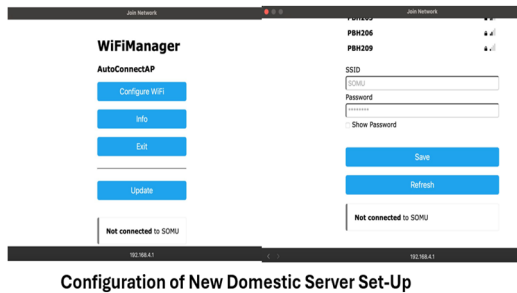 Join Network
WiFiManager
AutoConnectAP
Configure WiFi
Info
Exit
Update
Not connected to SOMU
192.168.4.1
Join Network
PBH206
PBH209
SSID
SOMU
Password
********
Show Password
Save
Refresh
Not connected to SOMU
192.168.4.1
Configuration of New Domestic Server Set-Up